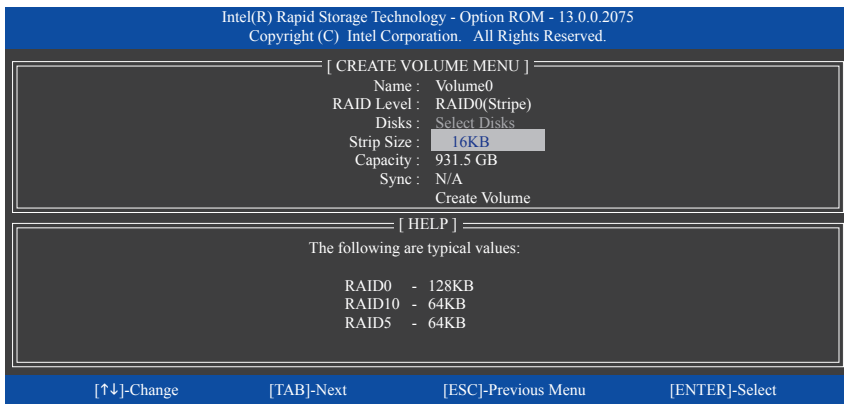 Intel(R) Rapid Storage Technology - Option ROM - 13.0.0.2075
Copyright (C) Intel Corporation. All Rights Reserved.
[ CREATE VOLUME MENU ]
Name : Volume0
RAID Level : RAID0(Stripe)
Disks : Select Disks
Strip Size : 16KB
Capacity : 931.5 GB
Sync : N/A
Create Volume
[ HELP ]
The following are typical values:
RAID0 - 128KB
RAID10 - 64KB
RAID5 - 64KB
[↑↓]-Change [TAB]-Next [ESC]-Previous Menu [ENTER]-Select